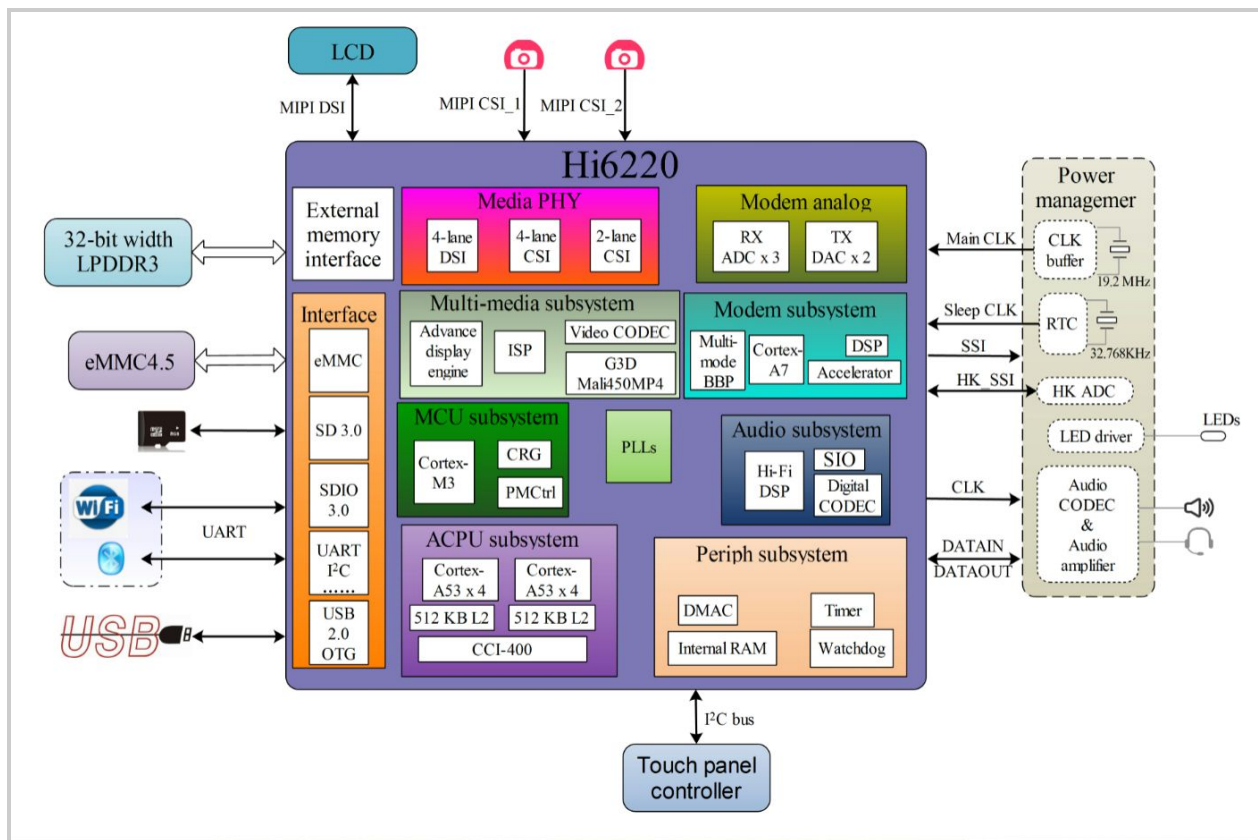 LCD
MIPI DSI
MIPI CSI_1
MIPI CSI_2
Hi6220
External
memory
interface
Media PHY
4-lane
DSI
4-lane
CSI
2-lane
CSI
Modem analog
RX
ADC x 3
TX
DAC x 2
32-bit width
LPDDR3
eMMC4.5
WiFi
UART
USB
Interface
eMMC
SD 3.0
SDIO
3.0
UART
I²C
......
USB
2.0
OTG
Multi-media subsystem
Advance
display
engine
ISP
Video CODEC
G3D
Mali450MP4
Modem subsystem
Multi-
mode
BBP
Cortex-
A7
DSP
Accelerator
MCU subsystem
Cortex-
M3
CRG
PMCtrl
PLLs
Audio subsystem
Hi-Fi
DSP
SIO
Digital
CODEC
ACPU subsystem
Cortex-
A53 x 4
Cortex-
A53 x 4
512 KB L2
512 KB L2
CCI-400
Periph subsystem
DMAC
Timer
Internal RAM
Watchdog
Main CLK
Sleep CLK
SSI
HK_SSI
CLK
DATAIN
DATAOUT
Power
managemer
CLK
buffer
19.2 MHz
RTC
32.768KHz
HK ADC
LED driver
LEDs
Audio
CODEC
&
Audio
amplifier
I²C bus
Touch panel
controller